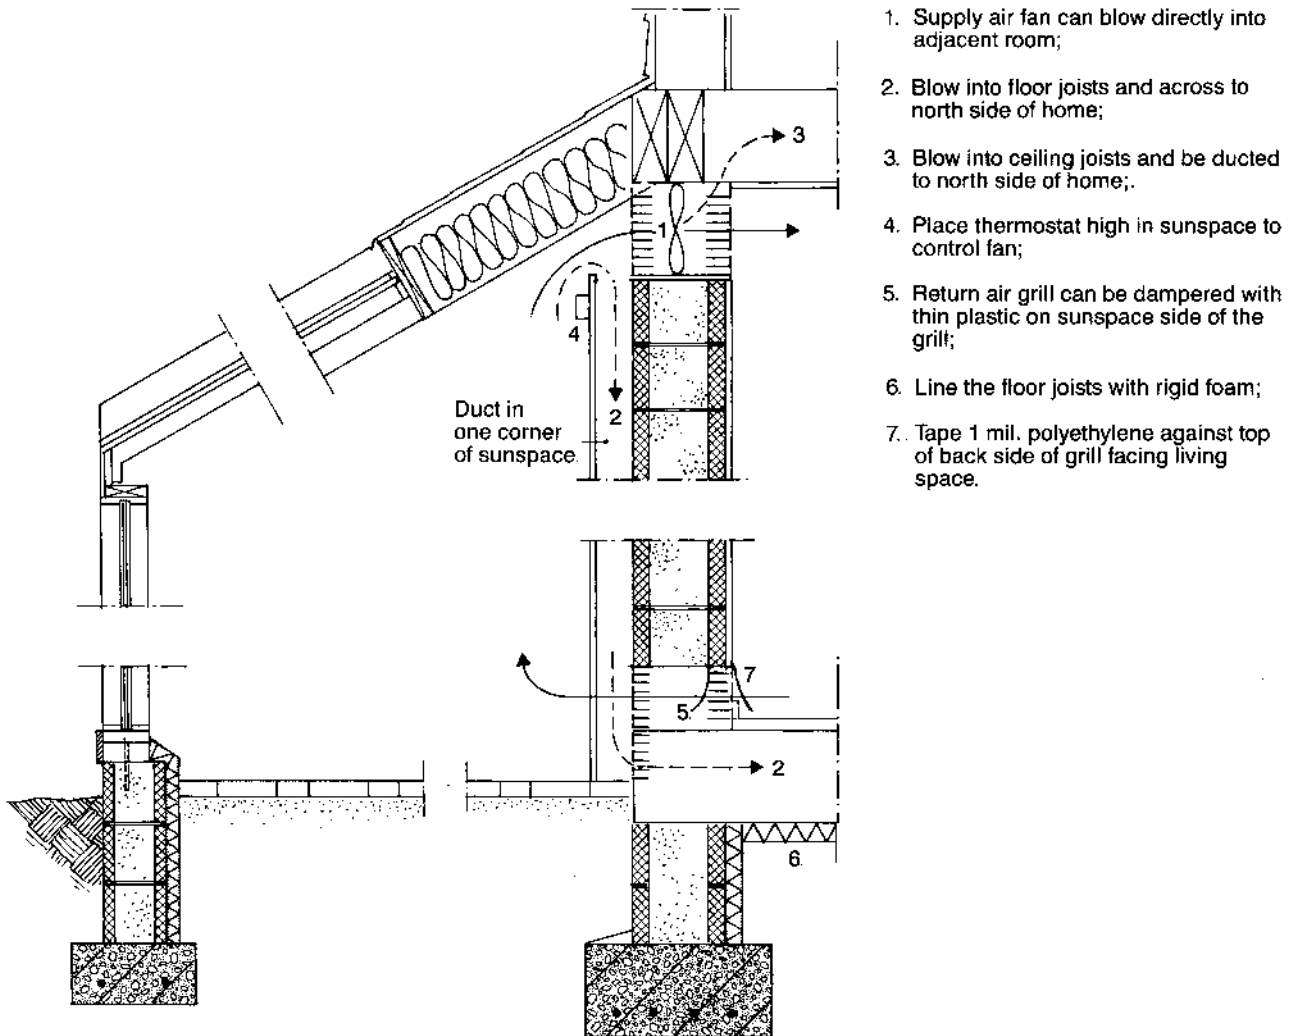 1. Supply air fan can blow directly into
adjacent room;
2. Blow into floor joists and across to
north side of home;
3. Blow into ceiling joists and be ducted
to north side of home;.
4. Place thermostat high in sunspace to
control fan;
5. Return air grill can be dampered with
thin plastic on sunspace side of the
grill;
6. Line the floor joists with rigid foam;
7. Tape 1 mil. polyethylene against top
of back side of grill facing living
space.
3
1
4
2
Duct in
one corner
of sunspace
7
5
2
6